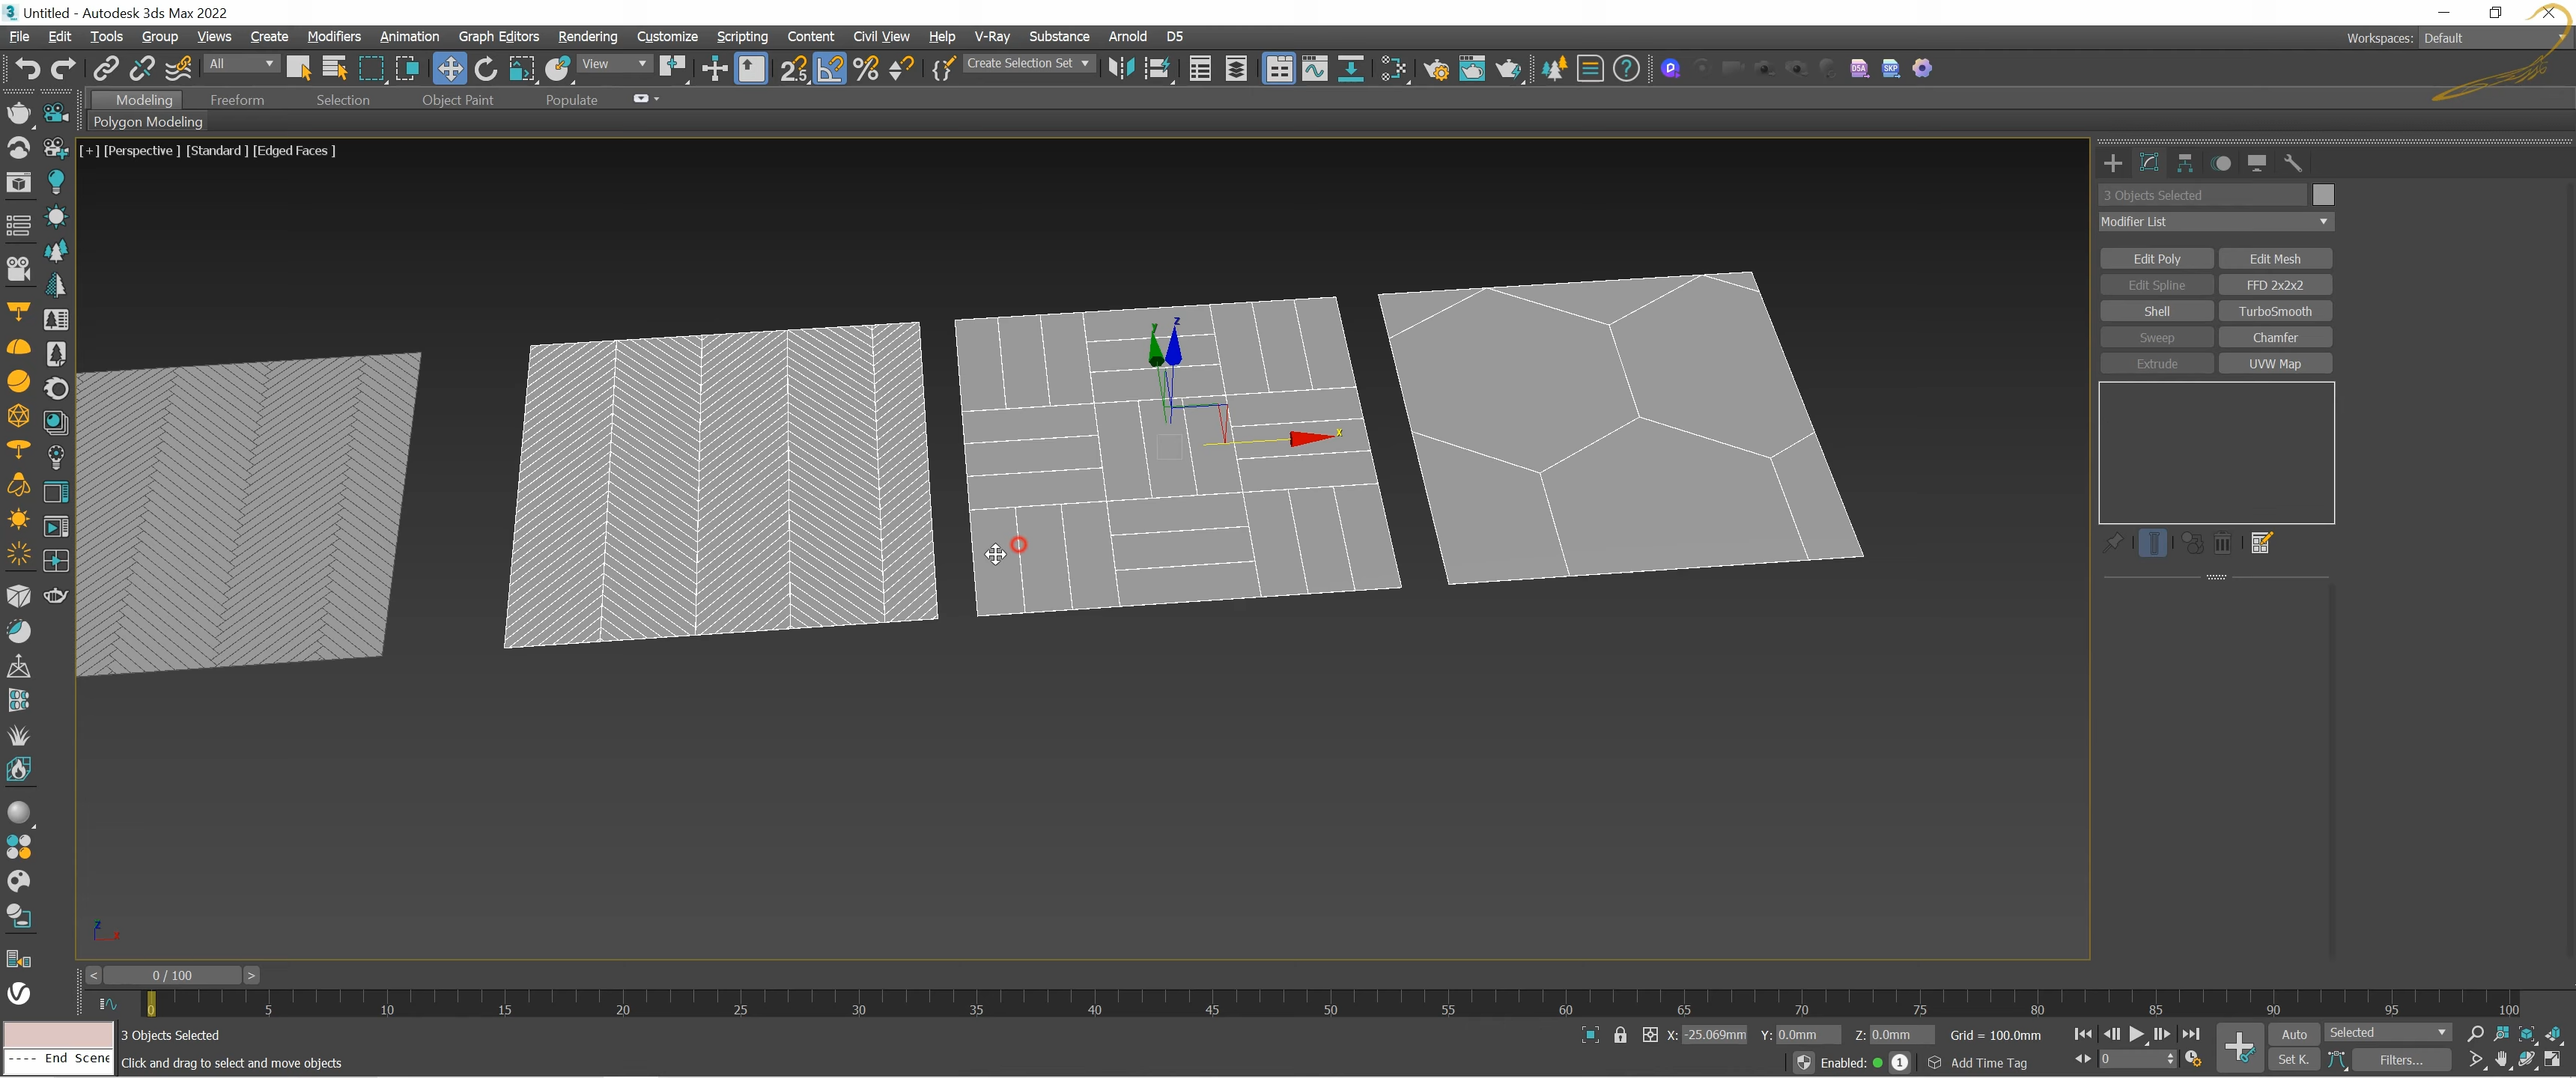 3 Untitled - Autodesk 3ds Max 2022
File Edit Tools Group Views Create Modifiers Animation Graph Editors Rendering Customize Scripting Content Civil View Help V-Ray Substance Arnold D5
Workspaces: Default
All View Create Selection Set
D5A SKP
Modeling Freeform Selection Object Paint Populate
Polygon Modeling
[+] [Perspective ] [Standard ] [Edged Faces ]
3 Objects Selected
Modifier List
Edit Poly Edit Mesh
Edit Spline FFD 2x2x2
Shell TurboSmooth
Sweep Chamfer
Extrude UVW Map
y z
x
z
x
< 0 / 100 >
0 5 10 15 20 25 30 35 40 45 50 55 60 65 70 75 80 85 90 95 100
3 Objects Selected
X: -25.069mm Y: 0.0mm Z: 0.0mm Grid = 100.0mm
Auto Selected
---- End Scene
Click and drag to select and move objects
Enabled: 1 Add Time Tag
0
Set K. Filters...